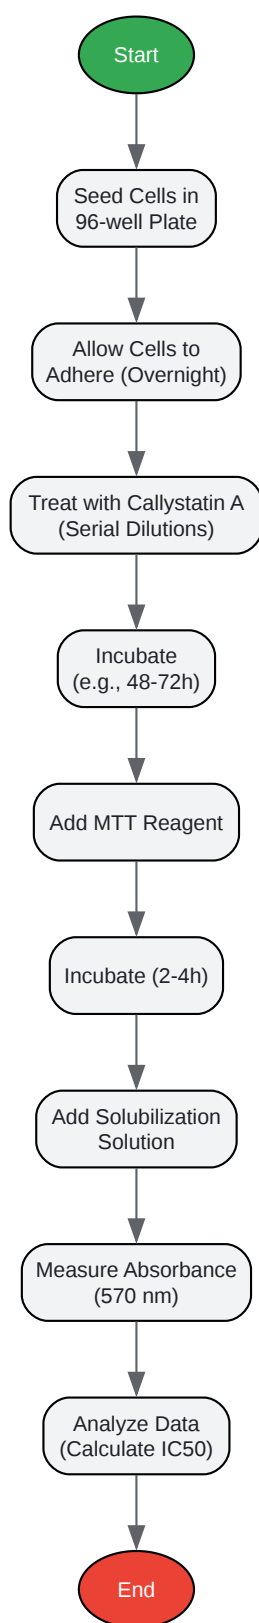 Start
Seed Cells in
96-well Plate
Allow Cells to
Adhere (Overnight)
Treat with Callystatin A
(Serial Dilutions)
Incubate
(e.g., 48-72h)
Add MTT Reagent
Incubate (2-4h)
Add Solubilization
Solution
Measure Absorbance
(570 nm)
Analyze Data
(Calculate IC50)
End